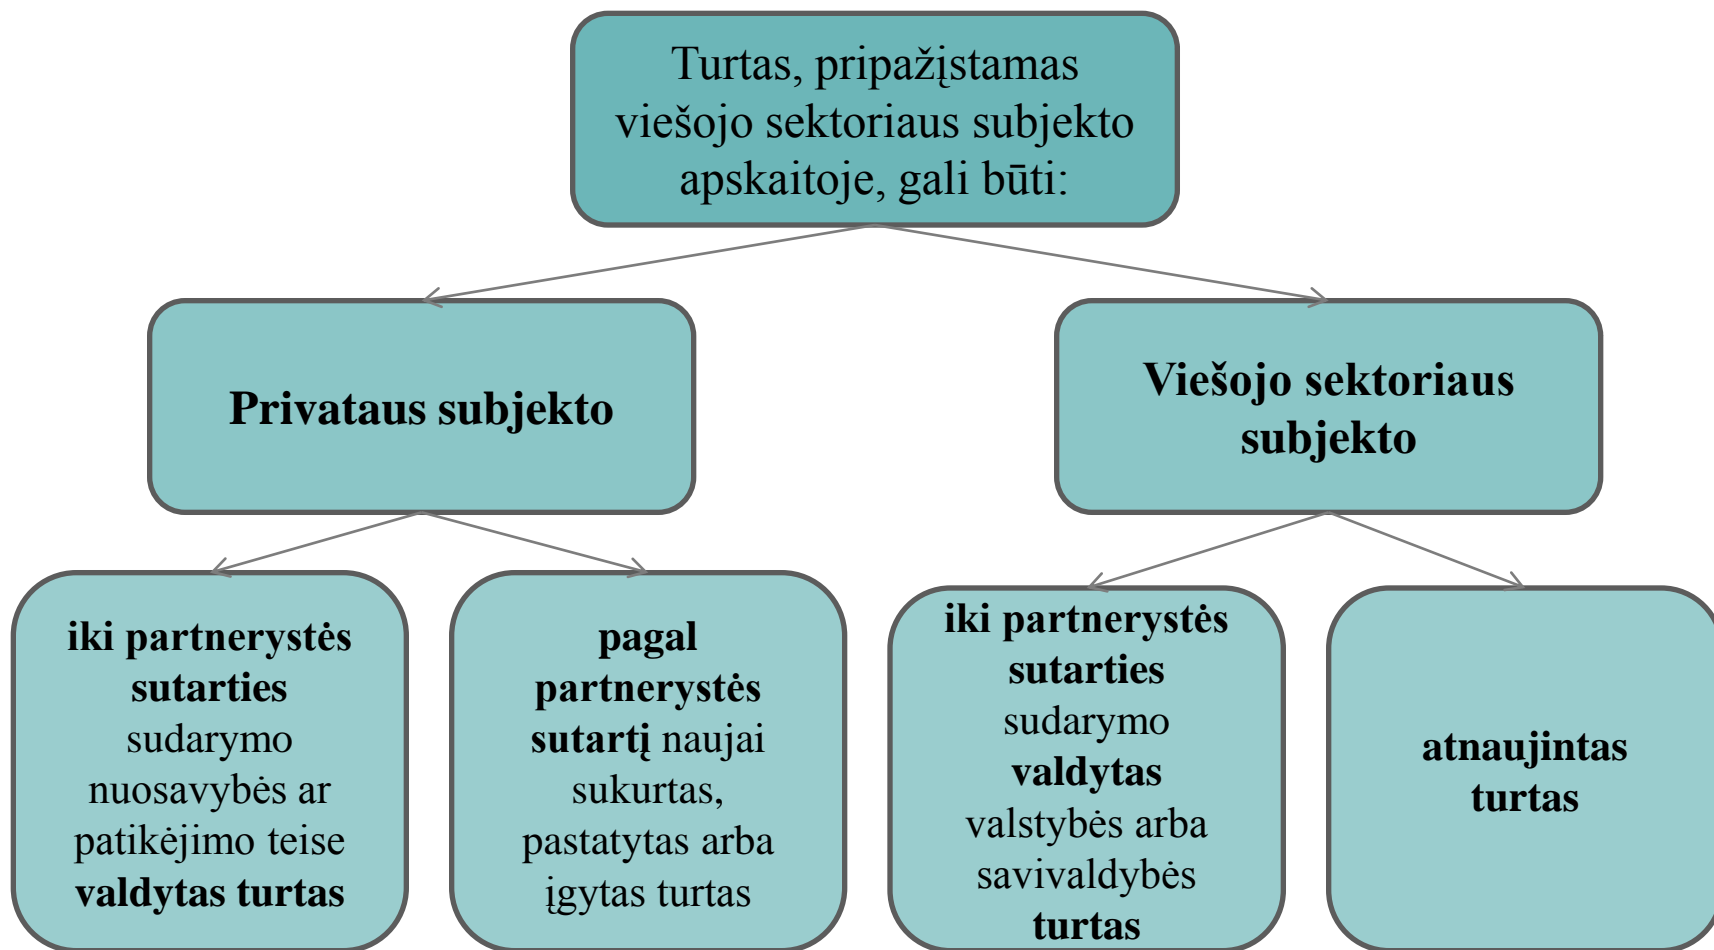 Turtas, pripažįstamas
viešojo sektoriaus subjekto
apskaitoje, gali būti:
Privataus subjekto
Viešojo sektoriaus
subjekto
iki partnerystės
sutarties
sudarymo
nuosavybės ar
patikėjimo teise
valdytas turtas
pagal
partnerystės
sutartį naujai
sukurtas,
pastatytas arba
įgytas turtas
iki partnerystės
sutarties
sudarymo
valdytas
valstybės arba
savivaldybės
turtas
atnaujintas
turtas